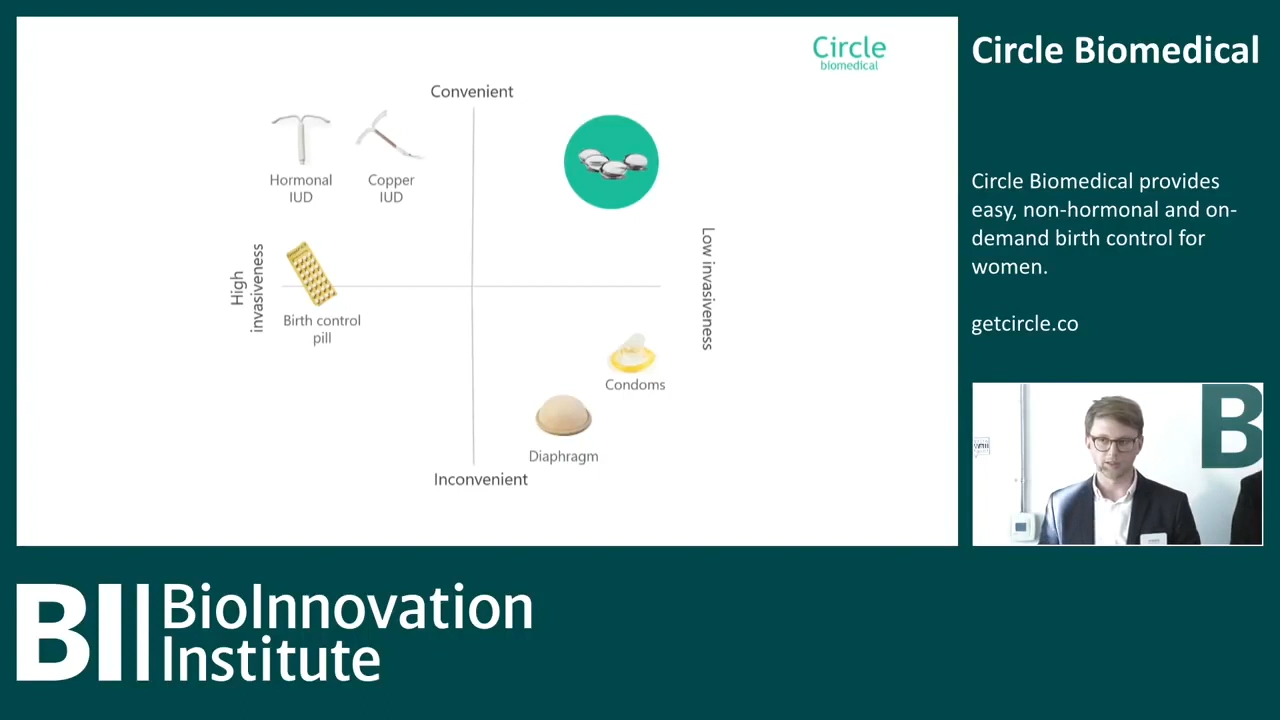 Circle
biomedical
Convenient
Hormonal
IUD
Copper
IUD
High
invasiveness
Low invasiveness
Birth control
pill
Condoms
Diaphragm
Inconvenient
Circle Biomedical
Circle Biomedical provides
easy, non-hormonal and on-
demand birth control for
women.
getcircle.co
B
BII BioInnovation
Institute